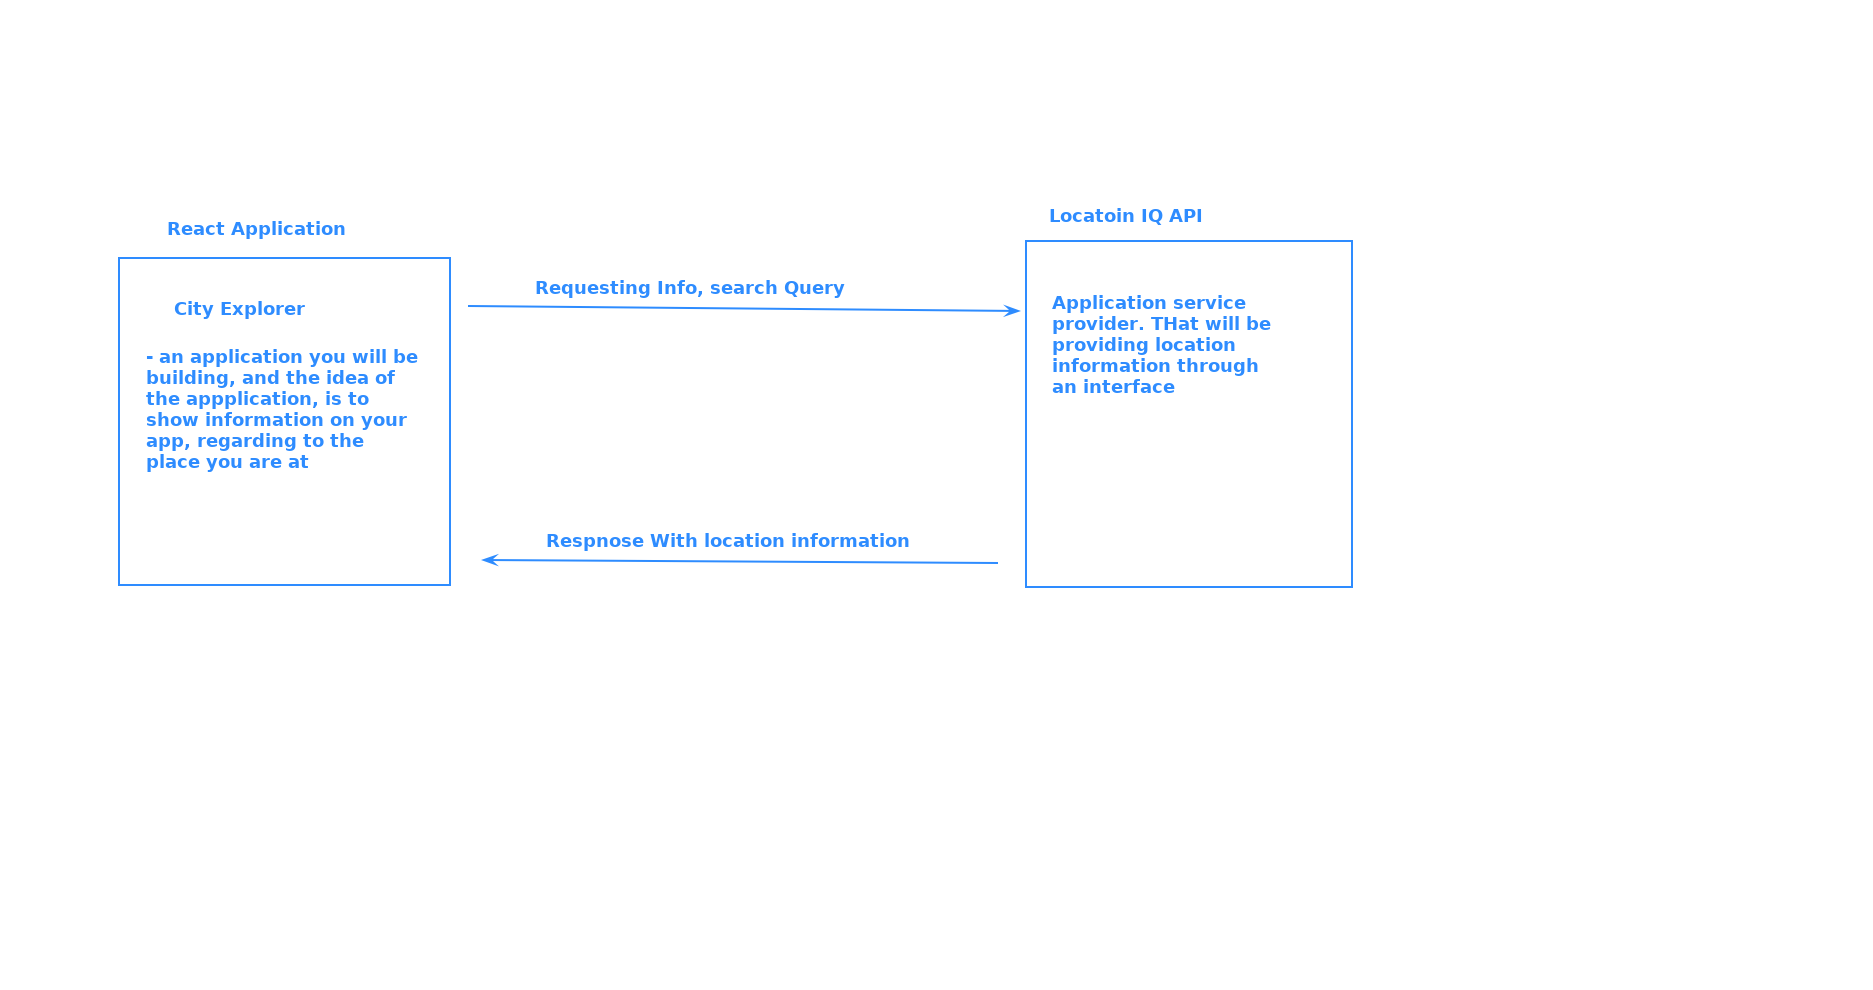 React Application
City Explorer
- an application you will be
building, and the idea of
the appplication, is to
show information on your
app, regarding to the
place you are at
Requesting Info, search Query
Respnose With location information
Locatoin IQ API
Application service
provider. THat will be
providing location
information through
an interface